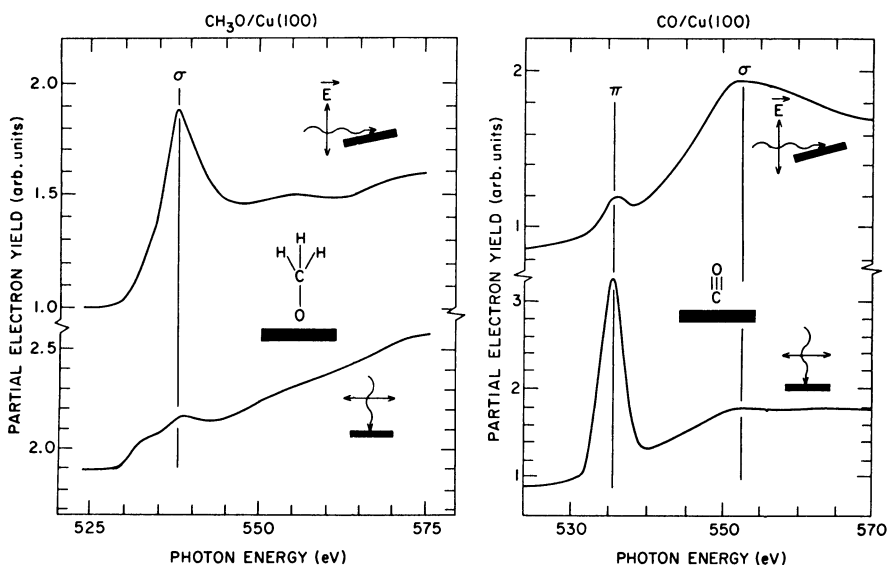 CH₃O/Cu(100)
PARTIAL ELECTRON YIELD (arb. units)
2.0
1.5
1.0
2.5
2.0
σ
E
H
H H
C
O
525 550 575
PHOTON ENERGY (eV)
CO/Cu(100)
PARTIAL ELECTRON YIELD (arb. units)
2
1
3
2
1
π
σ
E
O
C
530 550 570
PHOTON ENERGY (eV)